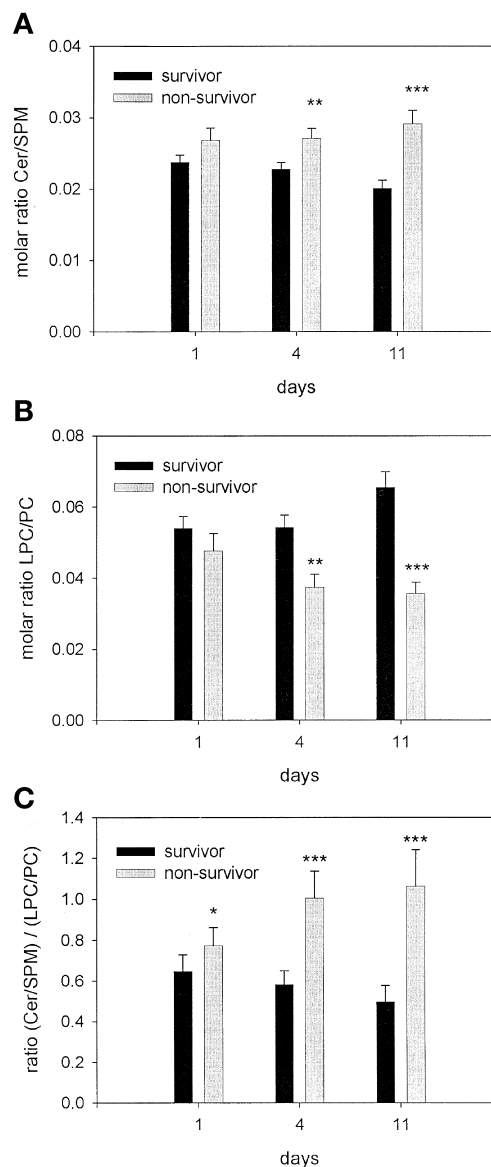 A
0.04
survivor
non-survivor
**
***
0.03
0.02
0.01
0.00
molar ratio Cer/SPM
1
4
11
days
B
0.08
survivor
non-survivor
0.06
**
***
0.04
0.02
0.00
molar ratio LPC/PC
1
4
11
days
C
1.4
survivor
non-survivor
***
***
1.2
*
1.0
0.8
0.6
0.4
0.2
0.0
ratio (Cer/SPM) / (LPC/PC)
1
4
11
days